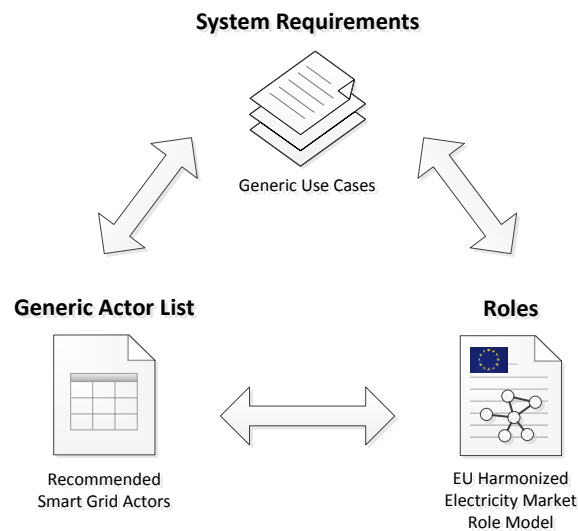 System Requirements
Generic Use Cases
Generic Actor List
Roles
Recommended
Smart Grid Actors
EU Harmonized
Electricity Market
Role Model